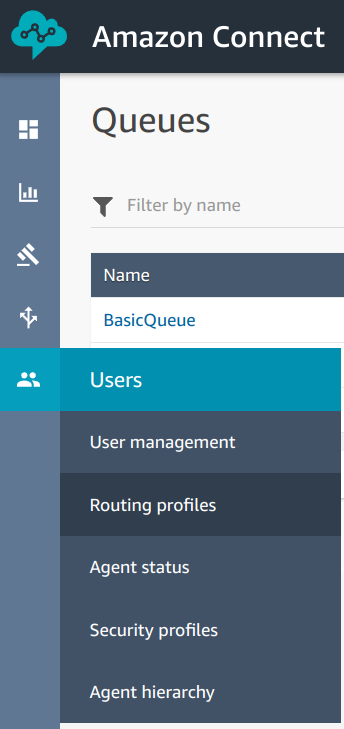 Amazon Connect
Queues
Filter by name
Name
BasicQueue
Users
User management
Routing profiles
Agent status
Security profiles
Agent hierarchy